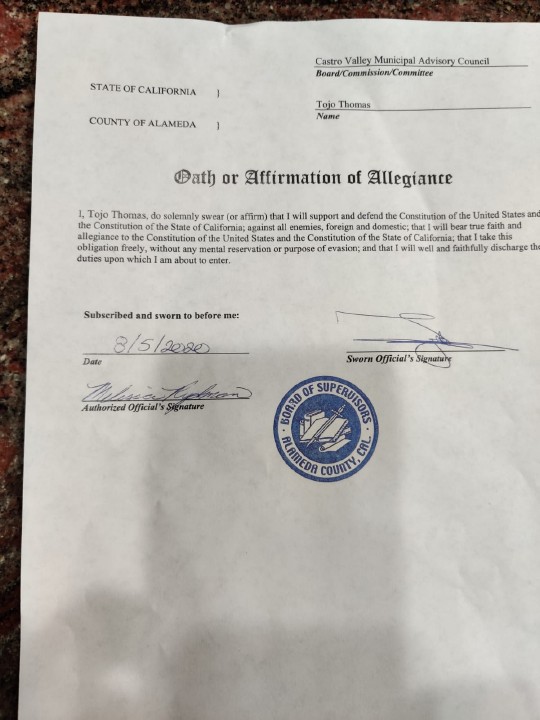 Castro Valley Municipal Advisory Council
Board/Commission/Committee
STATE OF CALIFORNIA )
Tojo Thomas
Name
COUNTY OF ALAMEDA )
Oath or Affirmation of Allegiance
I, Tojo Thomas, do solemnly swear (or affirm) that I will support and defend the Constitution of the United States and
the Constitution of the State of California; against all enemies, foreign and domestic; that I will bear true faith and
allegiance to the Constitution of the United States and the Constitution of the State of California; that I take this
obligation freely, without any mental reservation or purpose of evasion; and that I will well and faithfully discharge the
duties upon which I am about to enter.
Subscribed and sworn to before me:
8/5/2020
Date
Sworn Official's Signature
Authorized Official's Signature
BOARD OF SUPERVISORS
ALAMEDA COUNTY, CAL.